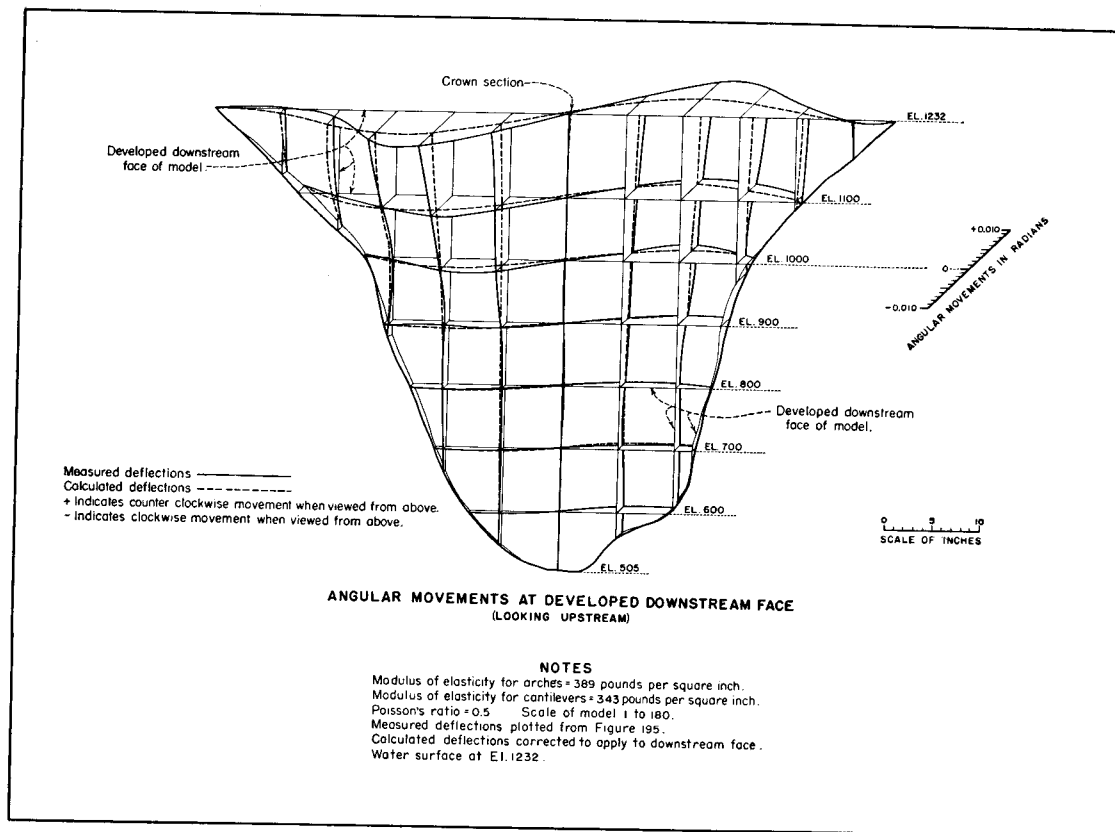 Crown section
EL. 1232
Developed downstream
face of model.
EL. 1100
+0.010
EL. 1000
0
-0.010
ANGULAR MOVEMENTS IN RADIANS
EL. 900
EL. 800
Developed downstream
face of model.
EL. 700
Measured deflections
Calculated deflections
+ Indicates counter clockwise movement when viewed from above.
- Indicates clockwise movement when viewed from above.
EL. 600
0 5 10
SCALE OF INCHES
EL. 505
ANGULAR MOVEMENTS AT DEVELOPED DOWNSTREAM FACE
(LOOKING UPSTREAM)
NOTES
Modulus of elasticity for arches = 389 pounds per square inch.
Modulus of elasticity for cantilevers = 343 pounds per square inch.
Poisson's ratio = 0.5 Scale of model 1 to 180.
Measured deflections plotted from Figure 195.
Calculated deflections corrected to apply to downstream face.
Water surface at El. 1232.